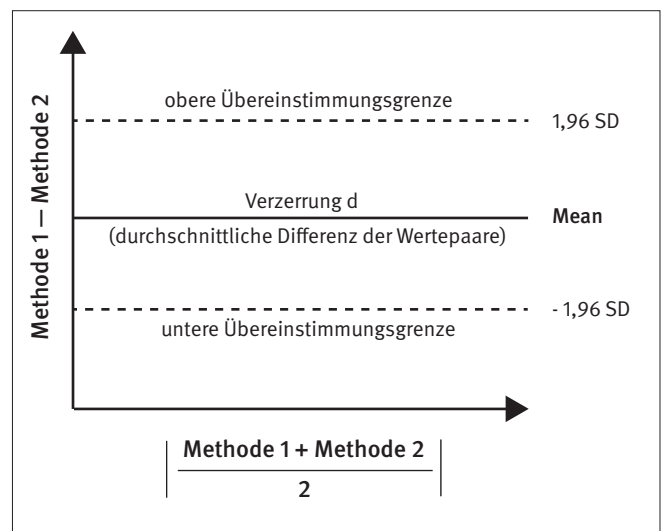 Methode 1 — Methode 2
obere Übereinstimmungsgrenze
1,96 SD
Verzerrung d
Mean
(durchschnittliche Differenz der Wertepaare)
- 1,96 SD
untere Übereinstimmungsgrenze
Methode 1 + Methode 2
2